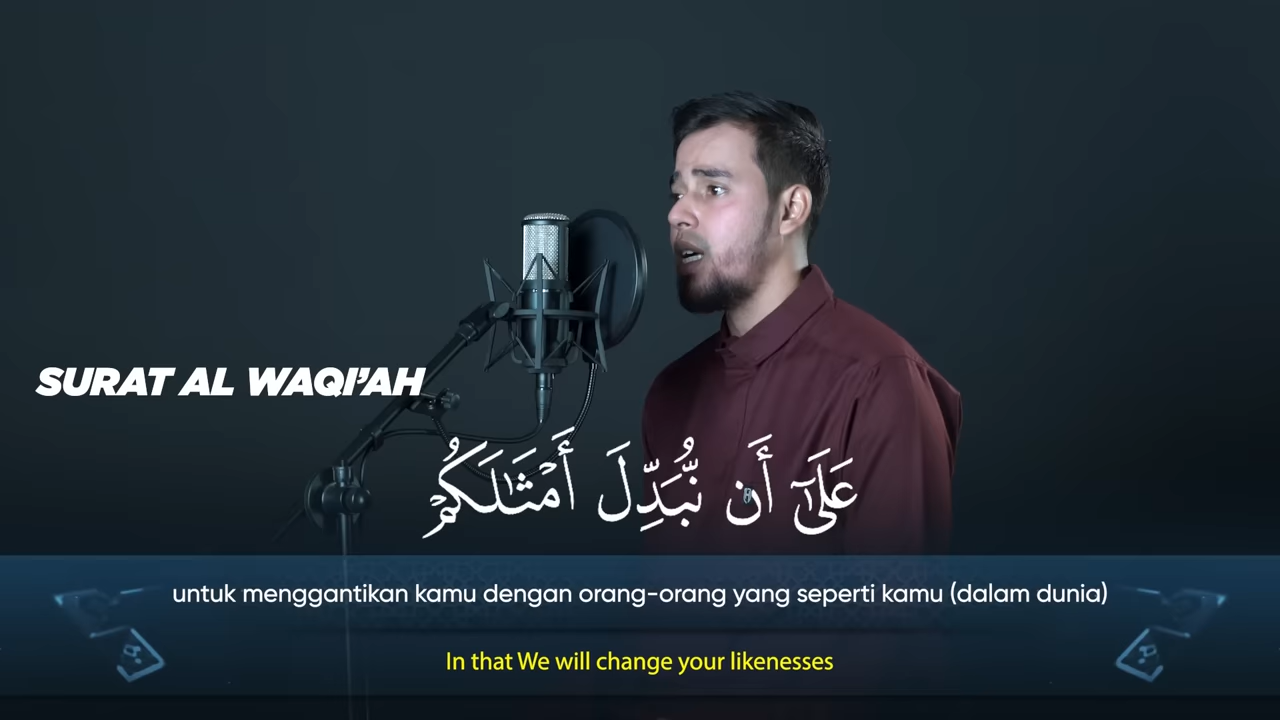 SURAT AL WAQI'AH
عَلَىٰٓ أَن نُّبَدِّلَ أَمْثَـٰلَكُمْ
untuk menggantikan kamu dengan orang-orang yang seperti kamu (dalam dunia)
In that We will change your likenesses